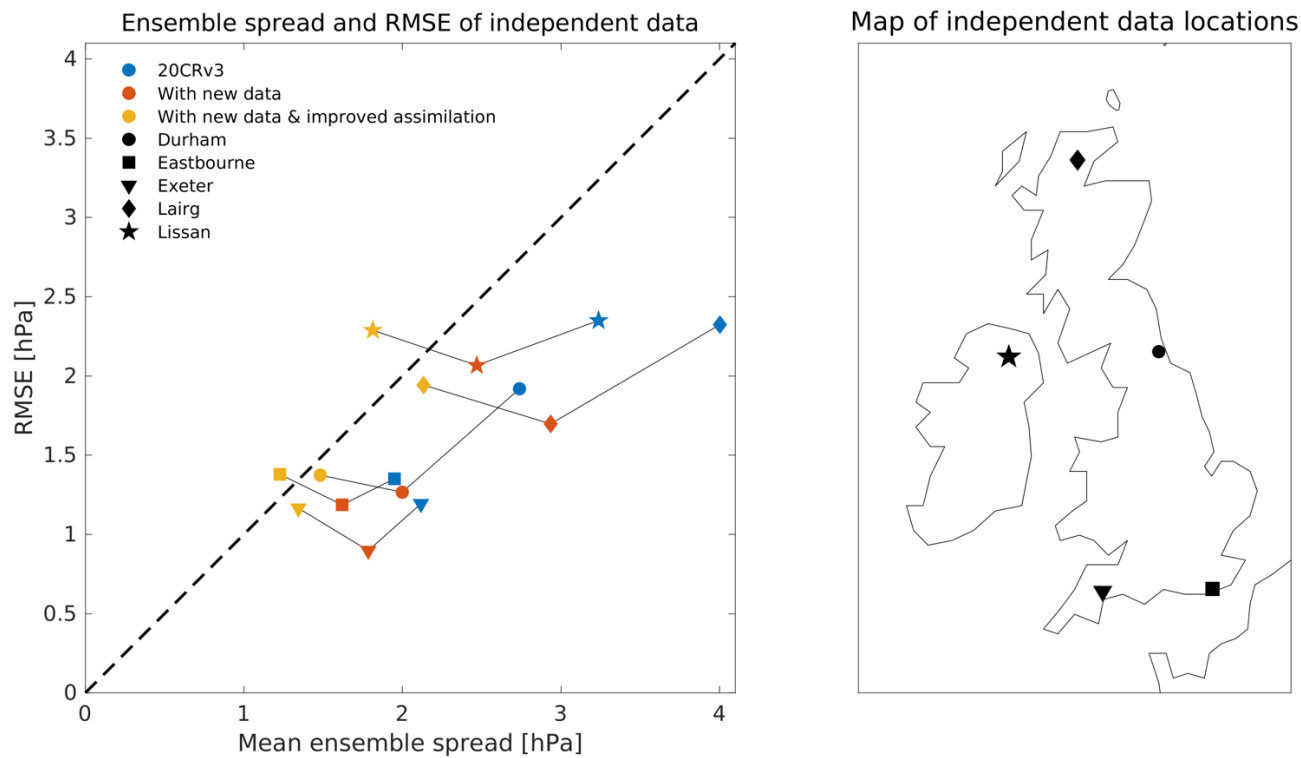 Ensemble spread and RMSE of independent data
4
3.5
3
2.5
2
1.5
1
0.5
0
RMSE [hPa]
20CRv3
With new data
With new data & improved assimilation
Durham
Eastbourne
Exeter
Lairg
Lissan
0 1 2 3 4
Mean ensemble spread [hPa]
Map of independent data locations